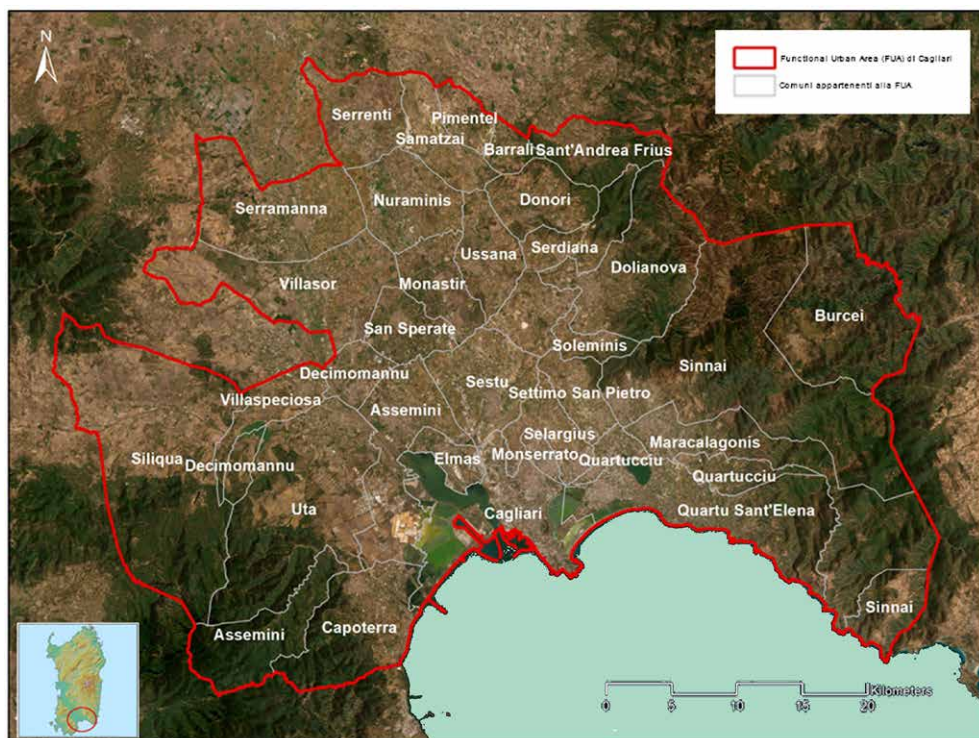 N
Functional Urban Area (FUA) di Cagliari
Comuni appartenenti alla FUA
Serrenti
Pimentel
Samatzai
Barrali
Sant'Andrea Frius
Serramanna
Nuraminis
Donori
Ussana
Serdiana
Dolianova
Villasor
Monastir
Burcei
San Sperate
Soleminis
Sinnai
Decimomannu
Sestu
Settimo San Pietro
Villaspeciosa
Assemini
Selargius
Maracalagonis
Siliqua
Decimomannu
Elmas
Monserrato
Quartucciu
Quartucciu
Uta
Cagliari
Quartu Sant'Elena
Sinnai
Assemini
Capoterra
Kilometers
0 5 10 15 20